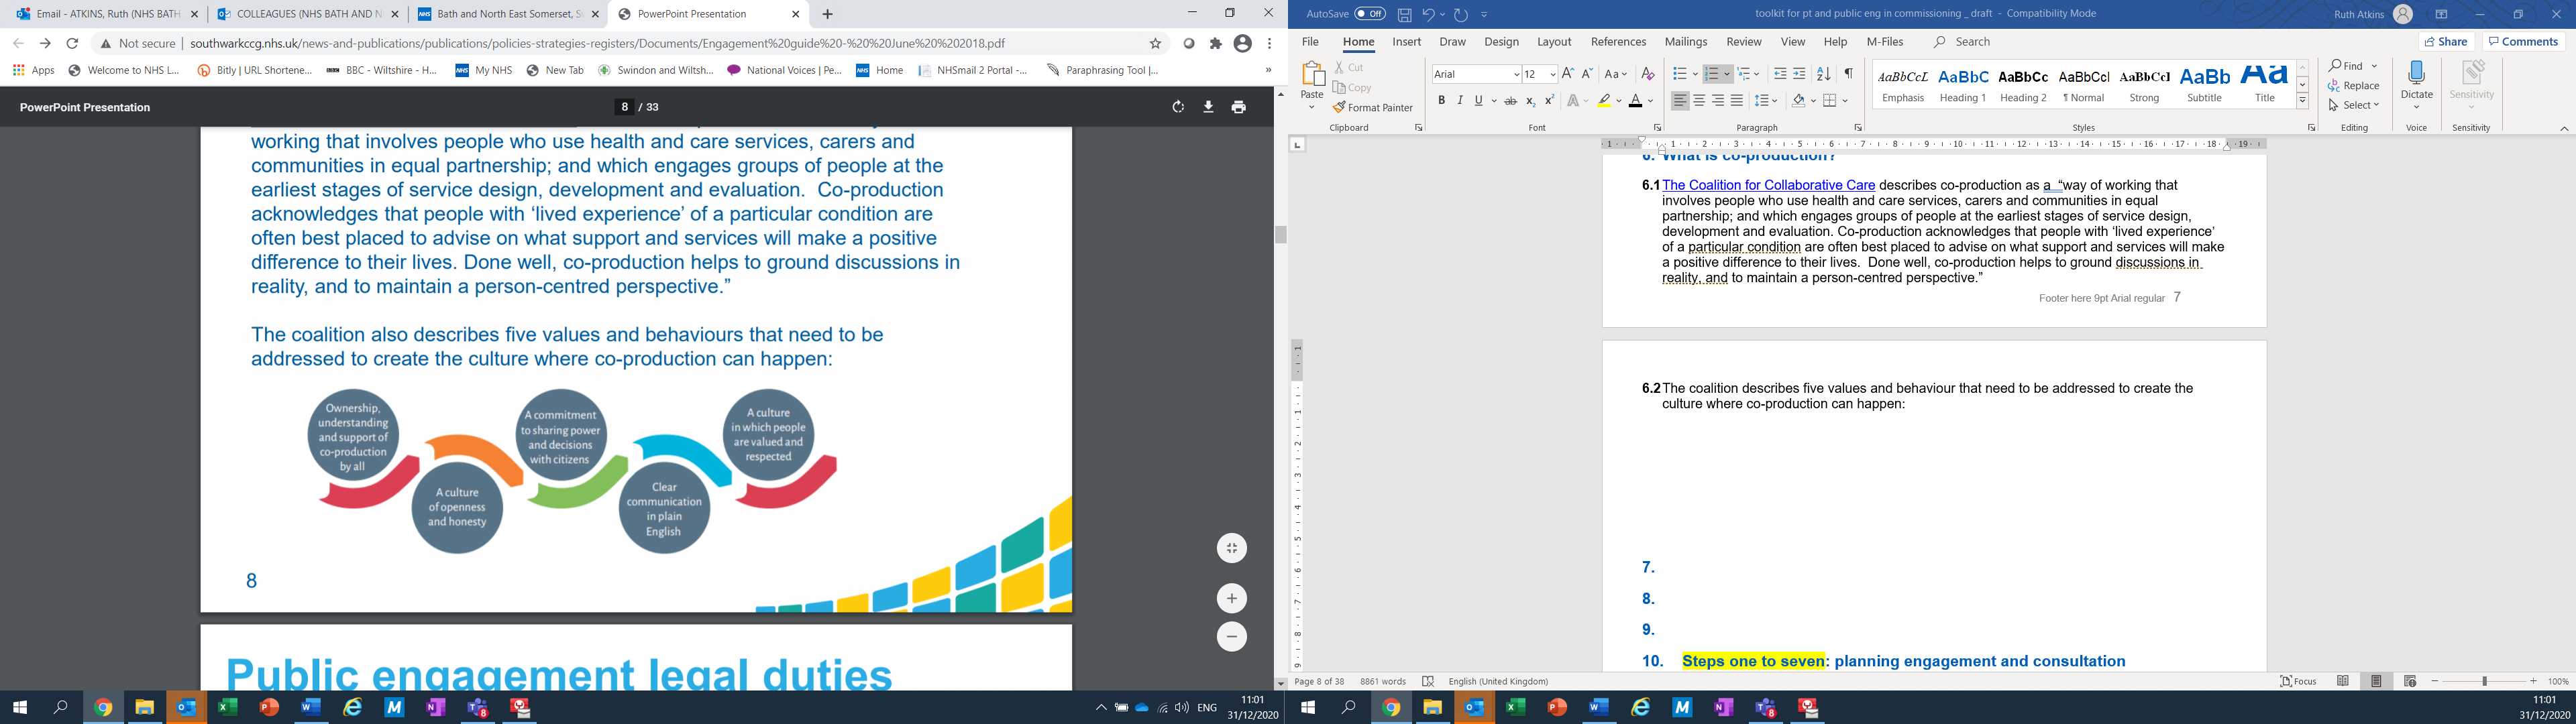 Email - ATKINS, Ruth (NHS BATH
COLLEAGUES (NHS BATH AND N
Bath and North East Somerset, S
PowerPoint Presentation
Not secure | southwarkccg.nhs.uk/news-and-publications/publications/policies-strategies-registers/Documents/Engagement%20guide%20-%20%20June%20%202018.pdf
Apps
Welcome to NHS L...
Bitly | URL Shortene...
BBC - Wiltshire - H...
My NHS
New Tab
Swindon and Wiltsh...
National Voices | Pe...
Home
NHSmail 2 Portal -...
Paraphrasing Tool |...
PowerPoint Presentation
8 / 33
working that involves people who use health and care services, carers and
communities in equal partnership; and which engages groups of people at the
earliest stages of service design, development and evaluation. Co-production
acknowledges that people with ‘lived experience’ of a particular condition are
often best placed to advise on what support and services will make a positive
difference to their lives. Done well, co-production helps to ground discussions in
reality, and to maintain a person-centred perspective.”
The coalition also describes five values and behaviours that need to be
addressed to create the culture where co-production can happen:
Ownership,
understanding
and support of
co-production
by all
A culture
of openness
and honesty
A commitment
to sharing power
and decisions
with citizens
Clear
communication
in plain
English
A culture
in which people
are valued and
respected
8
Public engagement legal duties
ENG
11:01
31/12/2020
AutoSave Off
toolkit for pt and public eng in commissioning _ draft - Compatibility Mode
Ruth Atkins
File Home Insert Draw Design Layout References Mailings Review View Help M-Files Search
Share Comments
Paste
Cut
Copy
Format Painter
Clipboard
Arial 12
Font
Paragraph
AaBbCcL AaBbC AaBbCc AaBbCcI AaBbCcI AaBb Aa
Emphasis Heading 1 Heading 2 ¶ Normal Strong Subtitle Title
Styles
Find
Replace
Select
Editing
Dictate
Voice
Sensitivity
Sensitivity
6. What is co-production?
6.1 The Coalition for Collaborative Care describes co-production as a “way of working that
involves people who use health and care services, carers and communities in equal
partnership; and which engages groups of people at the earliest stages of service design,
development and evaluation. Co-production acknowledges that people with ‘lived experience’
of a particular condition are often best placed to advise on what support and services will make
a positive difference to their lives. Done well, co-production helps to ground discussions in
reality, and to maintain a person-centred perspective.”
Footer here 9pt Arial regular 7
6.2 The coalition describes five values and behaviour that need to be addressed to create the
culture where co-production can happen:
7.
8.
9.
10. Steps one to seven: planning engagement and consultation
Page 8 of 38 8861 words English (United Kingdom)
Focus
100%
11:01
31/12/2020